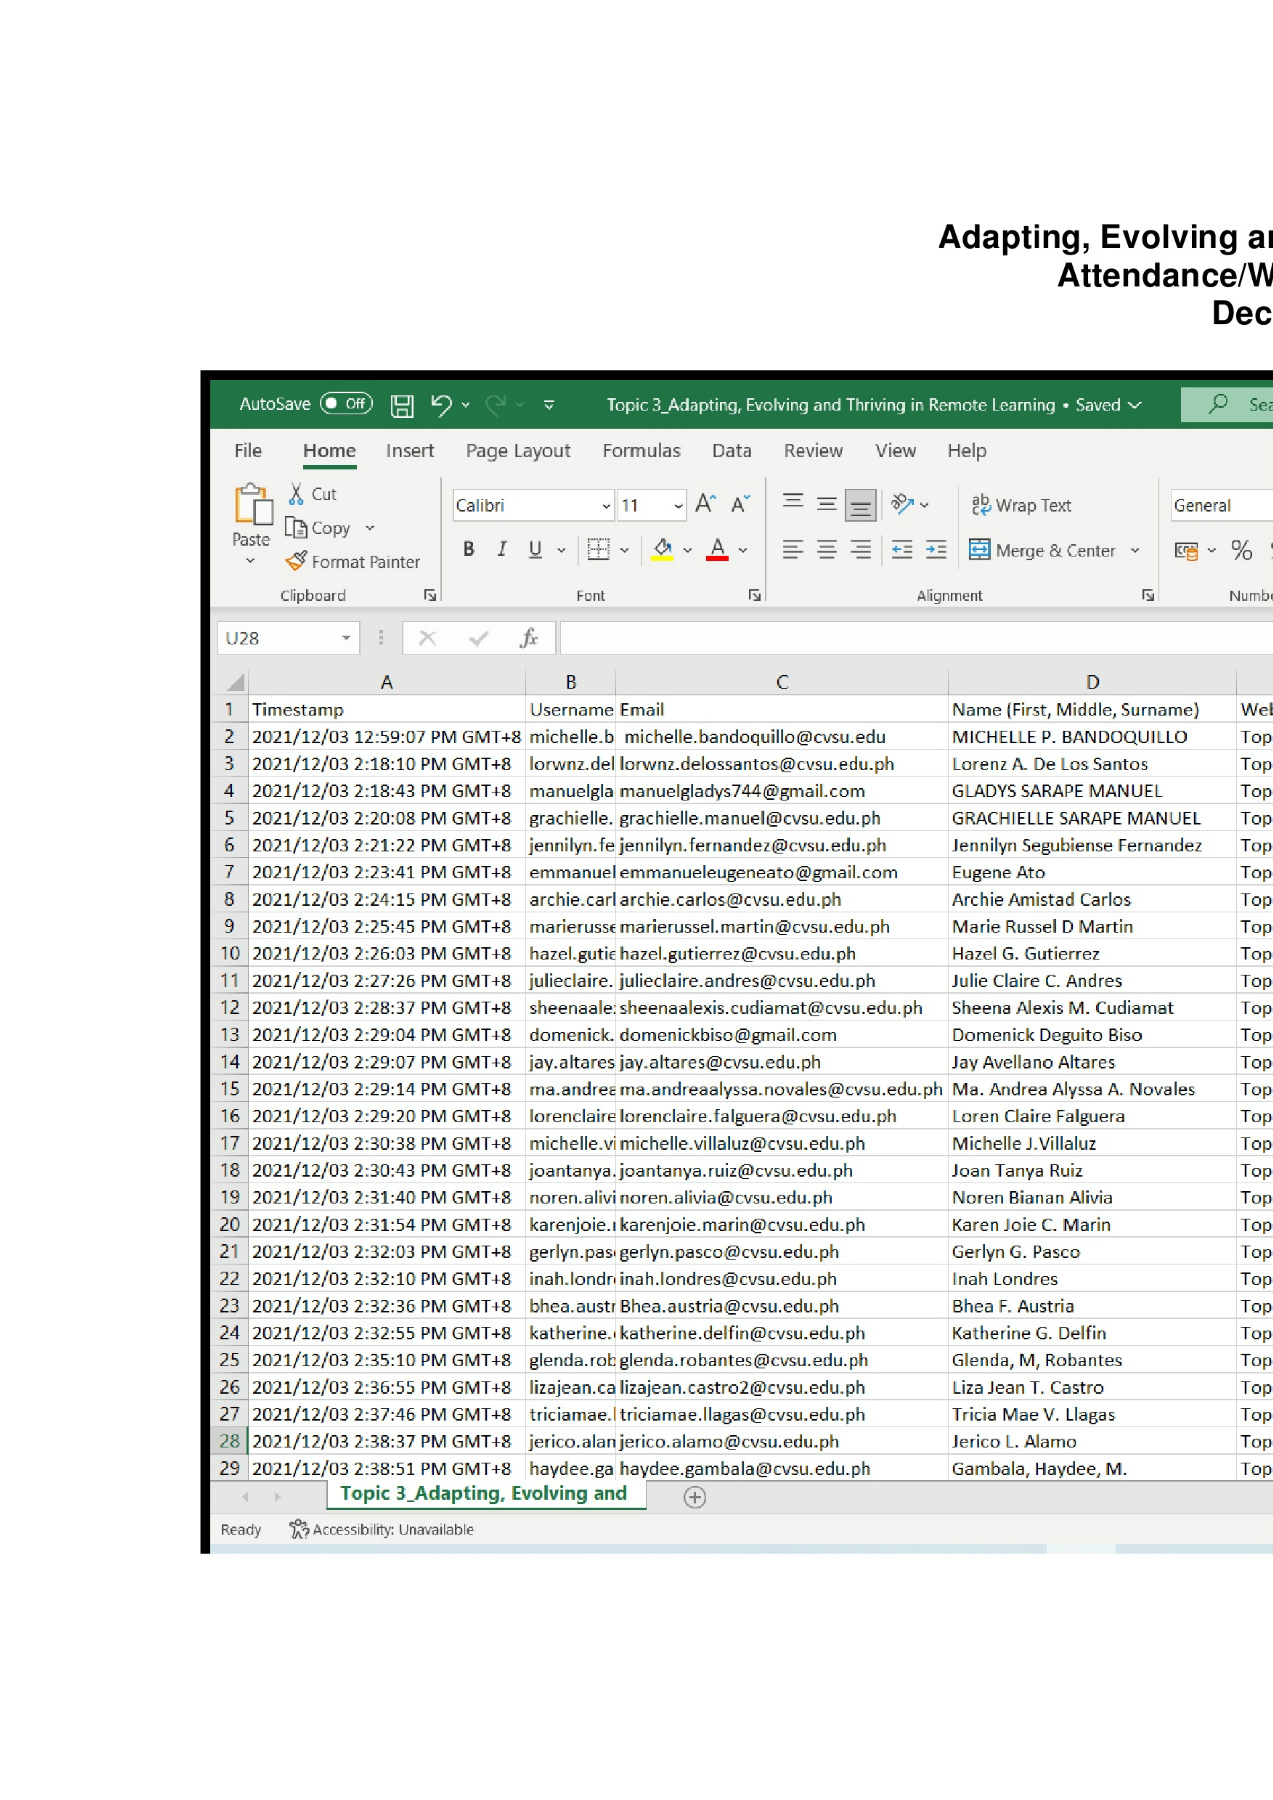 Adapting, Evolving
Attendance/W
Dec
AutoSave Off Topic 3_Adapting, Evolving and Thriving in Remote Learning • Saved Sea
File Home Insert Page Layout Formulas Data Review View Help
Cut
Calibri 11 Wrap Text General
Copy
Paste
B I U Merge & Center %
Format Painter
Clipboard Font Alignment Numbe
U28 fx
A B C D
1 Timestamp Username Email Name (First, Middle, Surname) Web
2 2021/12/03 12:59:07 PM GMT+8 michelle.b michelle.bandoquillo@cvsu.edu MICHELLE P. BANDOQUILLO Top
3 2021/12/03 2:18:10 PM GMT+8 lorwnz.del lorwnz.delossantos@cvsu.edu.ph Lorenz A. De Los Santos Top
4 2021/12/03 2:18:43 PM GMT+8 manuelgla manuelgladys744@gmail.com GLADYS SARAPE MANUEL Top
5 2021/12/03 2:20:08 PM GMT+8 grachielle. grachielle.manuel@cvsu.edu.ph GRACHIELLE SARAPE MANUEL Top
6 2021/12/03 2:21:22 PM GMT+8 jennilyn.fe jennilyn.fernandez@cvsu.edu.ph Jennilyn Segubiense Fernandez Top
7 2021/12/03 2:23:41 PM GMT+8 emmanuel emmanueleugeneato@gmail.com Eugene Ato Top
8 2021/12/03 2:24:15 PM GMT+8 archie.carl archie.carlos@cvsu.edu.ph Archie Amistad Carlos Top
9 2021/12/03 2:25:45 PM GMT+8 marierusse marierussel.martin@cvsu.edu.ph Marie Russel D Martin Top
10 2021/12/03 2:26:03 PM GMT+8 hazel.gutie hazel.gutierrez@cvsu.edu.ph Hazel G. Gutierrez Top
11 2021/12/03 2:27:26 PM GMT+8 julieclaire. julieclaire.andres@cvsu.edu.ph Julie Claire C. Andres Top
12 2021/12/03 2:28:37 PM GMT+8 sheenaale sheenaalexis.cudiamat@cvsu.edu.ph Sheena Alexis M. Cudiamat Top
13 2021/12/03 2:29:04 PM GMT+8 domenick. domenickbiso@gmail.com Domenick Deguito Biso Top
14 2021/12/03 2:29:07 PM GMT+8 jay.altares jay.altares@cvsu.edu.ph Jay Avellano Altares Top
15 2021/12/03 2:29:14 PM GMT+8 ma.andrea ma.andreaalyssa.novales@cvsu.edu.ph Ma. Andrea Alyssa A. Novales Top
16 2021/12/03 2:29:20 PM GMT+8 lorenclaire lorenclaire.falguera@cvsu.edu.ph Loren Claire Falguera Top
17 2021/12/03 2:30:38 PM GMT+8 michelle.vi michelle.villaluz@cvsu.edu.ph Michelle J.Villaluz Top
18 2021/12/03 2:30:43 PM GMT+8 joantanya. joantanya.ruiz@cvsu.edu.ph Joan Tanya Ruiz Top
19 2021/12/03 2:31:40 PM GMT+8 noren.alivi noren.alivia@cvsu.edu.ph Noren Bianan Alivia Top
20 2021/12/03 2:31:54 PM GMT+8 karenjoie. karenjoie.marin@cvsu.edu.ph Karen Joie C. Marin Top
21 2021/12/03 2:32:03 PM GMT+8 gerlyn.pas gerlyn.pasco@cvsu.edu.ph Gerlyn G. Pasco Top
22 2021/12/03 2:32:10 PM GMT+8 inah.londr inah.londres@cvsu.edu.ph Inah Londres Top
23 2021/12/03 2:32:36 PM GMT+8 bhea.austr Bhea.austria@cvsu.edu.ph Bhea F. Austria Top
24 2021/12/03 2:32:55 PM GMT+8 katherine. katherine.delfin@cvsu.edu.ph Katherine G. Delfin Top
25 2021/12/03 2:35:10 PM GMT+8 glenda.rob glenda.robantes@cvsu.edu.ph Glenda, M, Robantes Top
26 2021/12/03 2:36:55 PM GMT+8 lizajean.ca lizajean.castro2@cvsu.edu.ph Liza Jean T. Castro Top
27 2021/12/03 2:37:46 PM GMT+8 triciamae. triciamae.llagas@cvsu.edu.ph Tricia Mae V. Llagas Top
28 2021/12/03 2:38:37 PM GMT+8 jerico.alam jerico.alamo@cvsu.edu.ph Jerico L. Alamo Top
29 2021/12/03 2:38:51 PM GMT+8 haydee.ga haydee.gambala@cvsu.edu.ph Gambala, Haydee, M. Top
Topic 3_Adapting, Evolving and
Ready Accessibility: Unavailable